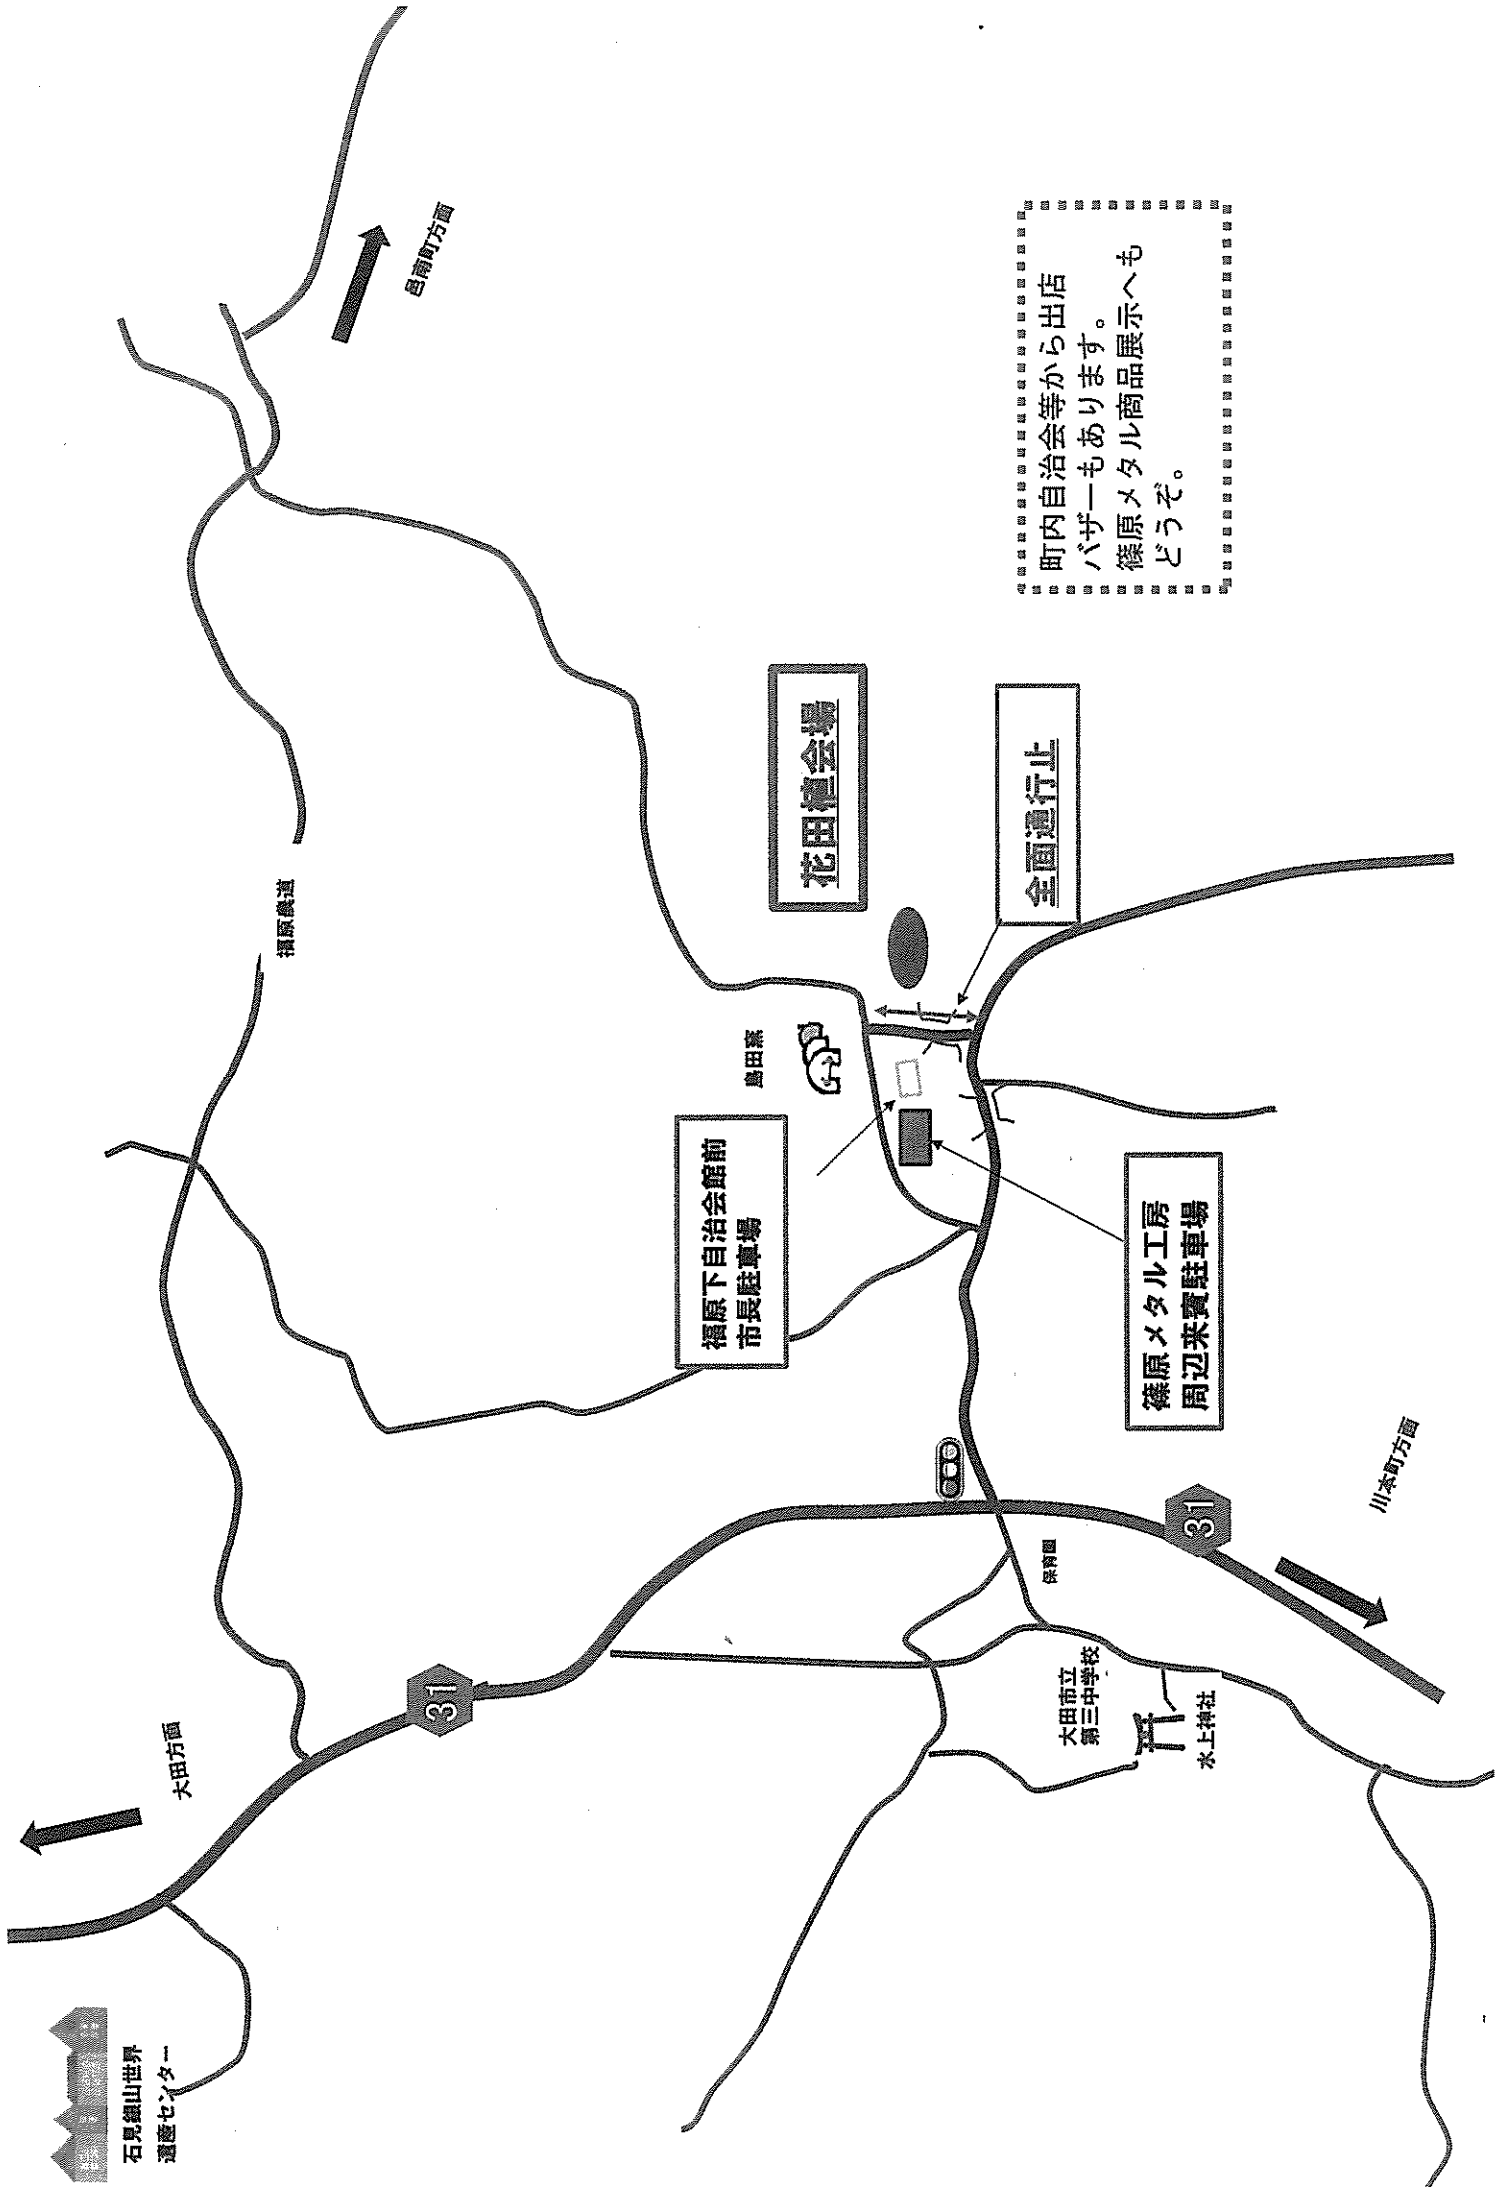 石見銀山世界
遺産センター
大田方面
31
福原農道
邑南町方面
福原下自治会館前
市長駐車場
島田窯
花田植会場
全面通行止
町内自治会等から出店
バザーもあります。
篠原メタル商品展示へも
どうぞ。
篠原メタル工房
周辺来賓駐車場
保育園
大田市立
第三中学校
水上神社
31
川本町方面